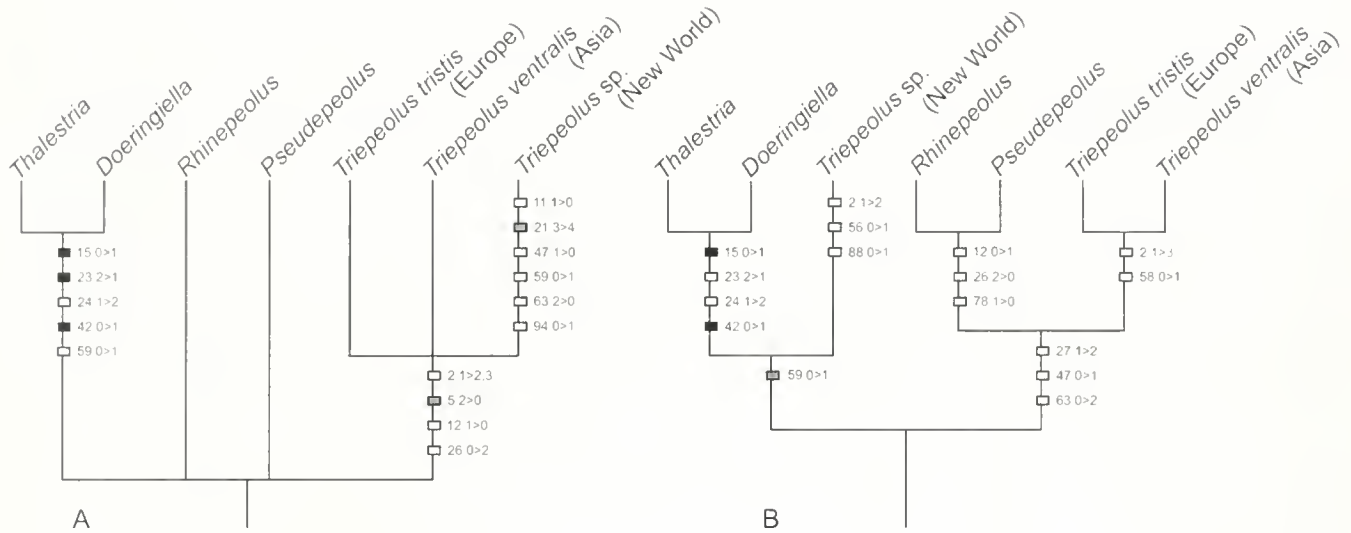 Thalestria
Doeringiella
Rhinepeolus
Pseudepeolus
Triepeolus tristis
(Europe)
Triepeolus ventralis
(Asia)
Triepeolus sp.
(New World)
15 0>1
23 2>1
24 1>2
42 0>1
59 0>1
2 1>2,3
5 2>0
12 1>0
26 0>2
11 1>0
21 3>4
47 1>0
59 0>1
63 2>0
94 0>1
A
Thalestria
Doeringiella
Triepeolus sp.
(New World)
Rhinepeolus
Pseudepeolus
Triepeolus tristis
(Europe)
Triepeolus ventralis
(Asia)
15 0>1
23 2>1
24 1>2
42 0>1
2 1>2
56 0>1
88 0>1
59 0>1
12 0>1
26 2>0
78 1>0
2 1>3
58 0>1
27 1>2
47 0>1
63 0>2
B